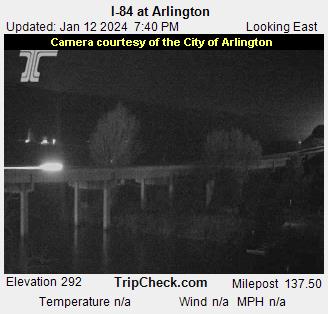 I-84 at Arlington
Updated: Jan 12 2024 7:40 PM Looking East
Camera courtesy of the City of Arlington
Elevation 292 TripCheck.com Milepost 137.50
Temperature n/a Wind n/a MPH n/a